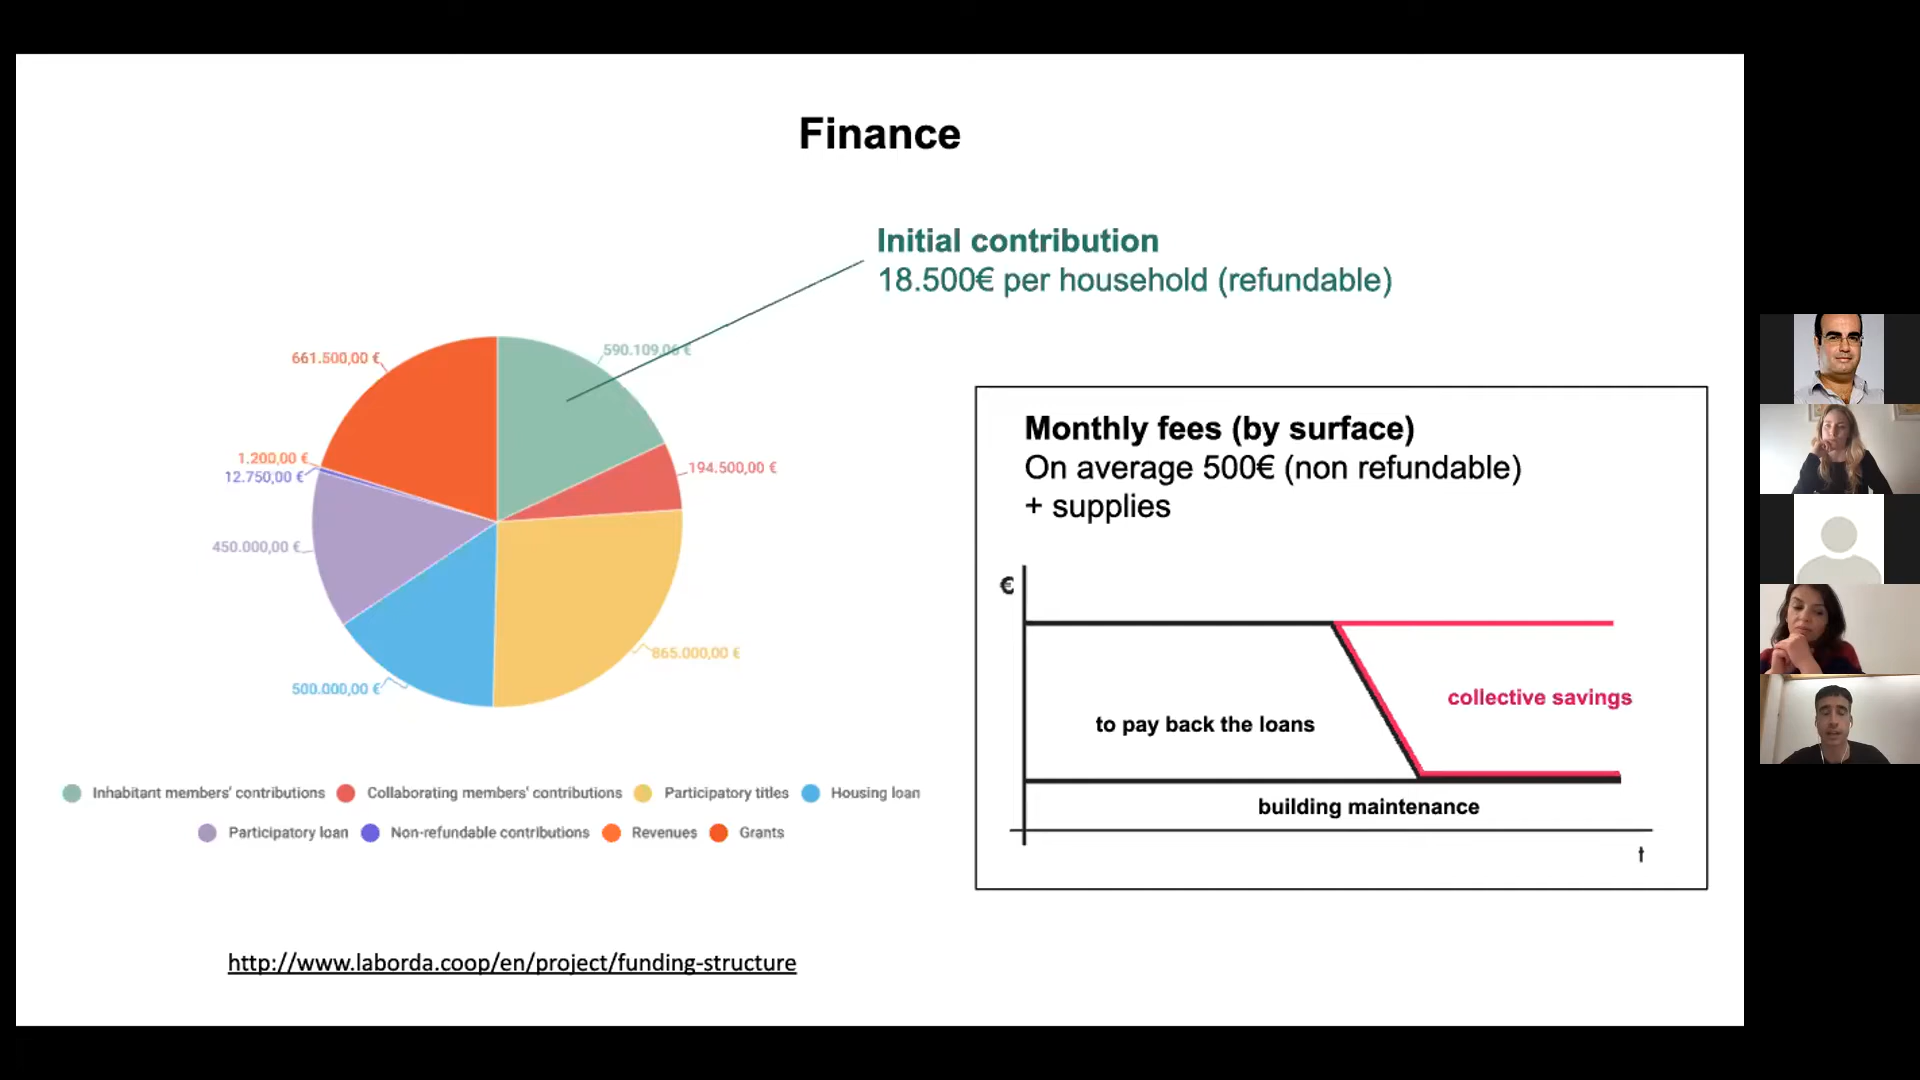 Finance
Initial contribution
18.500€ per household (refundable)
590.109,06 €
661.500,00 €
194.500,00 €
1.200,00 €
12.750,00 €
450.000,00 €
865.000,00 €
500.000,00 €
Inhabitant members' contributions
Collaborating members' contributions
Participatory titles
Housing loan
Participatory loan
Non-refundable contributions
Revenues
Grants
Monthly fees (by surface)
On average 500€ (non refundable)
+ supplies
€
collective savings
to pay back the loans
building maintenance
t
http://www.laborda.coop/en/project/funding-structure